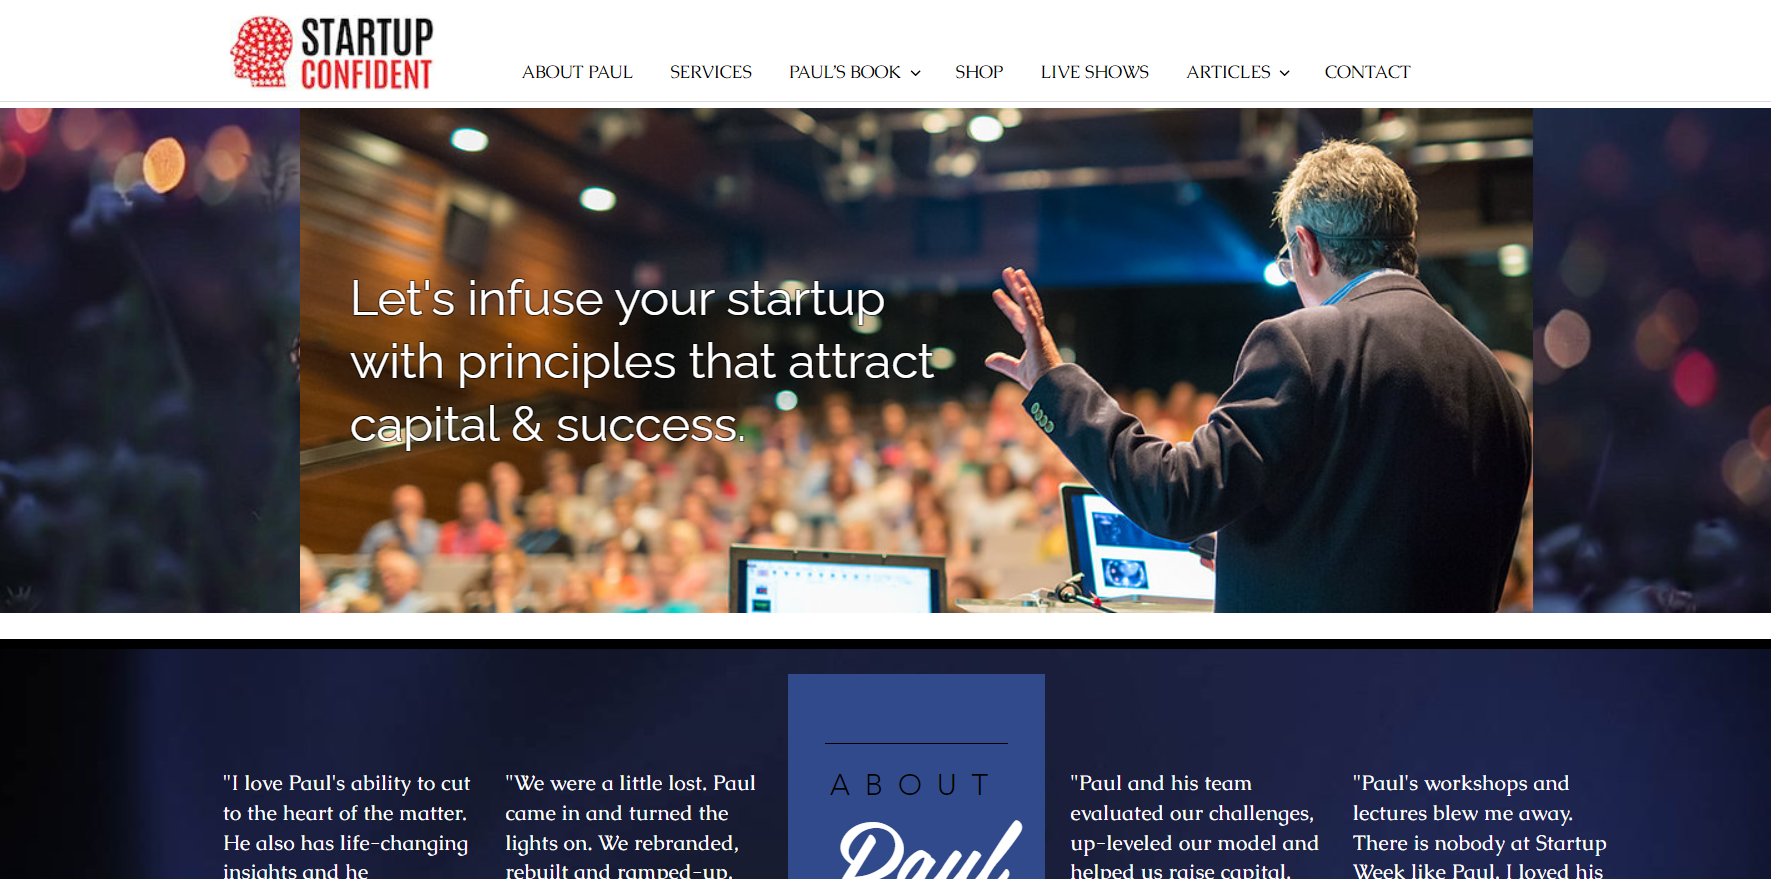 STARTUP
CONFIDENT
ABOUT PAUL
SERVICES
PAUL'S BOOK
SHOP
LIVE SHOWS
ARTICLES
CONTACT
Let's infuse your startup
with principles that attract
capital & success.
"I love Paul's ability to cut
to the heart of the matter.
He also has life-changing
insights and he
"We were a little lost. Paul
came in and turned the
lights on. We rebranded,
rebuilt and ramped-up.
ABOUT
Paul
"Paul and his team
evaluated our challenges,
up-leveled our model and
helped us raise capital.
"Paul's workshops and
lectures blew me away.
There is nobody at Startup
Week like Paul. I loved his